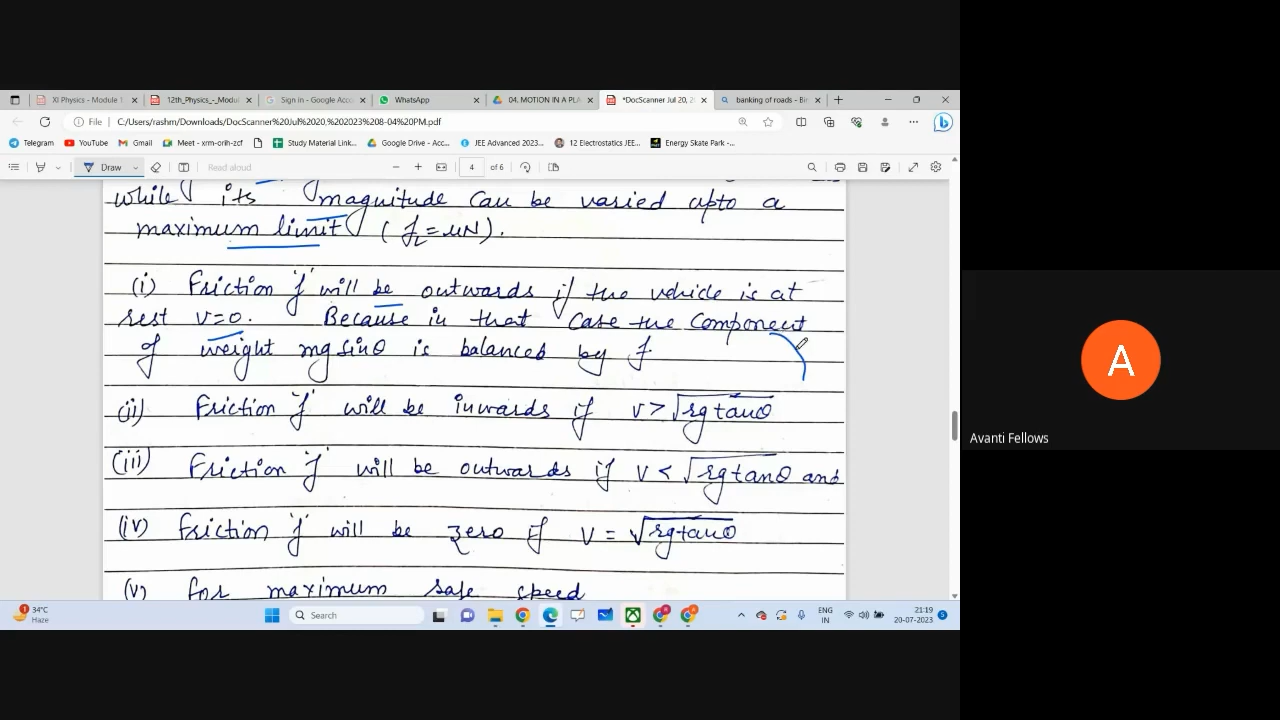 XI Physics - Module 1
12th_Physics_-_Modul
Sign in - Google Acco
WhatsApp
04. MOTION IN A PLA
*DocScanner Jul 20, 2
banking of roads - Bin
File
C:/Users/rashm/Downloads/DocScanner%20Jul%2020,%202023%208-04%20PM.pdf
Telegram
YouTube
Gmail
Meet - xrm-orih-zcf
Study Material Link...
Google Drive - Acc...
JEE Advanced 2023...
12 Electrostatics JEE...
Energy Skate Park -...
Draw
Read aloud
4 of 6
while its magnitude can be varied upto a
maximum limit (f_L = μN).
(i) Friction 'f' will be outwards if the vehicle is at
rest v=0. Because in that case the component
of weight mg sinθ is balanced by f.
(ii) Friction 'f' will be inwards if v > √rg tanθ
(iii) Friction 'f' will be outwards if v < √rg tanθ and
(iv) Friction 'f' will be zero if v = √rg tanθ
(v) for maximum safe speed
1
34°C
Haze
Search
ENG
IN
21:19
20-07-2023
5
A
Avanti Fellows